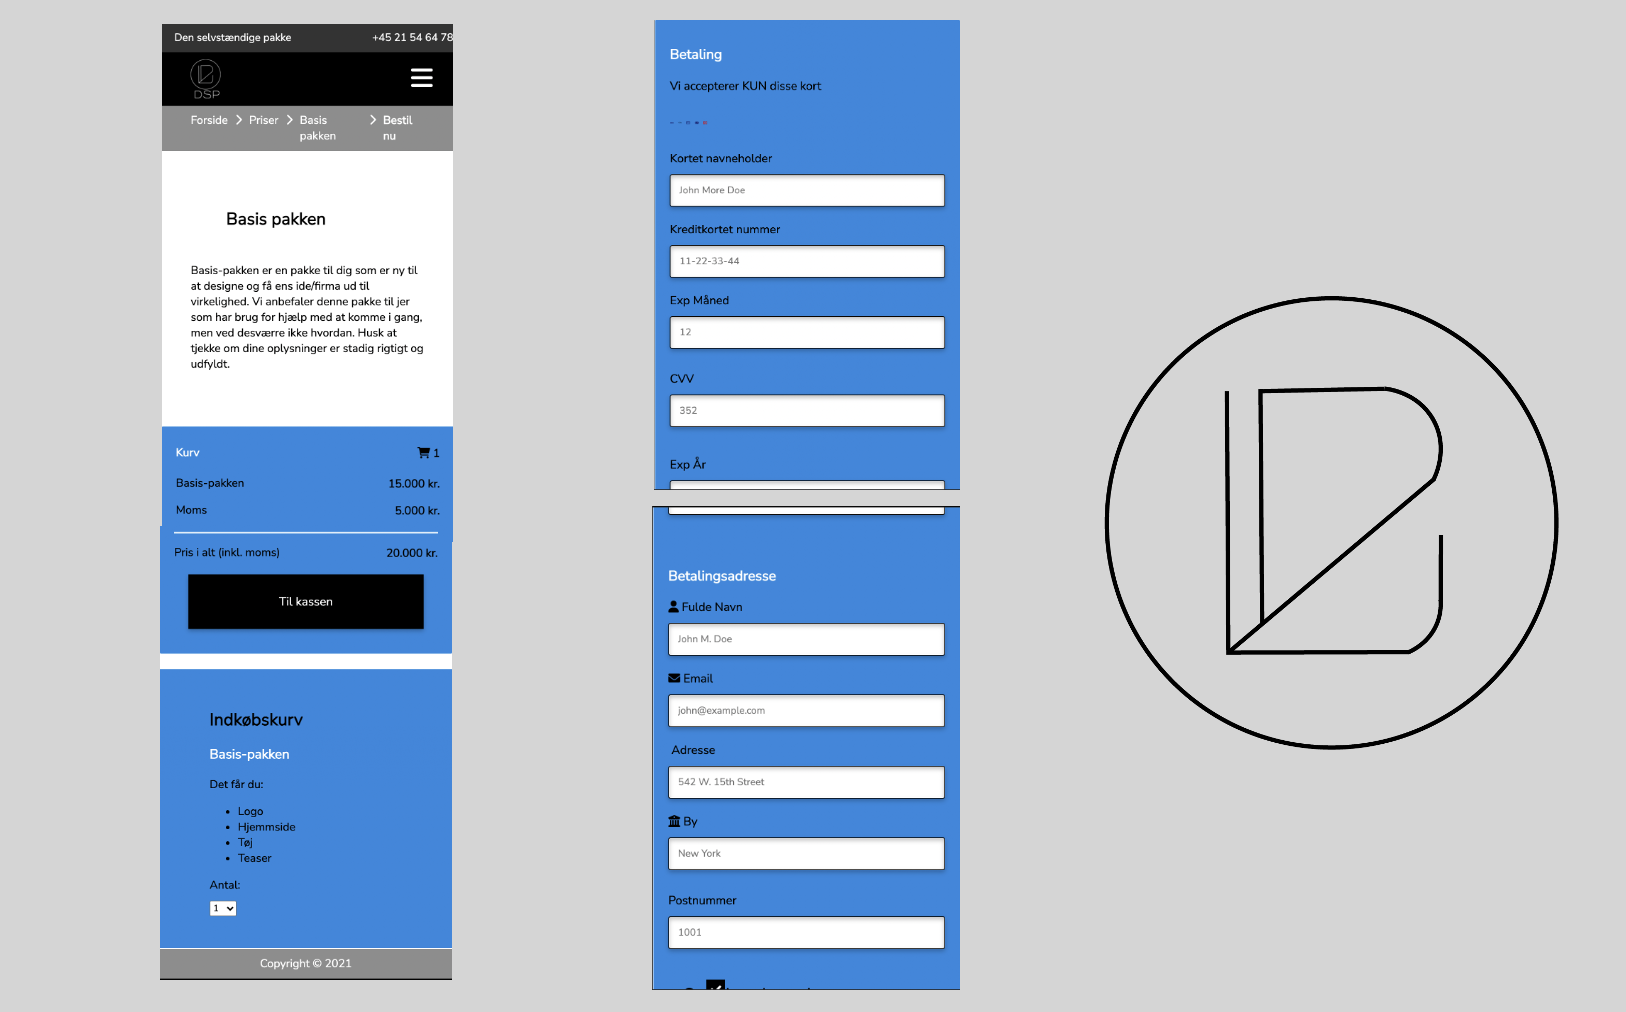 Den selvstændige pakke +45 21 54 64 78
DSP
Forside Priser Basis pakken Bestil nu
Basis pakken
Basis-pakken er en pakke til dig som er ny til
at designe og få ens ide/firma ud til
virkelighed. Vi anbefaler denne pakke til jer
som har brug for hjælp med at komme i gang,
men ved desværre ikke hvordan. Husk at
tjekke om dine oplysninger er stadig rigtigt og
udfyldt.
Kurv 1
Basis-pakken 15.000 kr.
Moms 5.000 kr.
Pris i alt (inkl. moms) 20.000 kr.
Til kassen
Indkøbskurv
Basis-pakken
Det får du:
• Logo
• Hjemmside
• Tøj
• Teaser
Antal:
1
Copyright © 2021
Betaling
Vi accepterer KUN disse kort
Kortet navneholder
John More Doe
Kreditkortet nummer
11-22-33-44
Exp Måned
12
CVV
352
Exp År
Betalingsadresse
Fulde Navn
John M. Doe
Email
john@example.com
Adresse
542 W. 15th Street
By
New York
Postnummer
1001